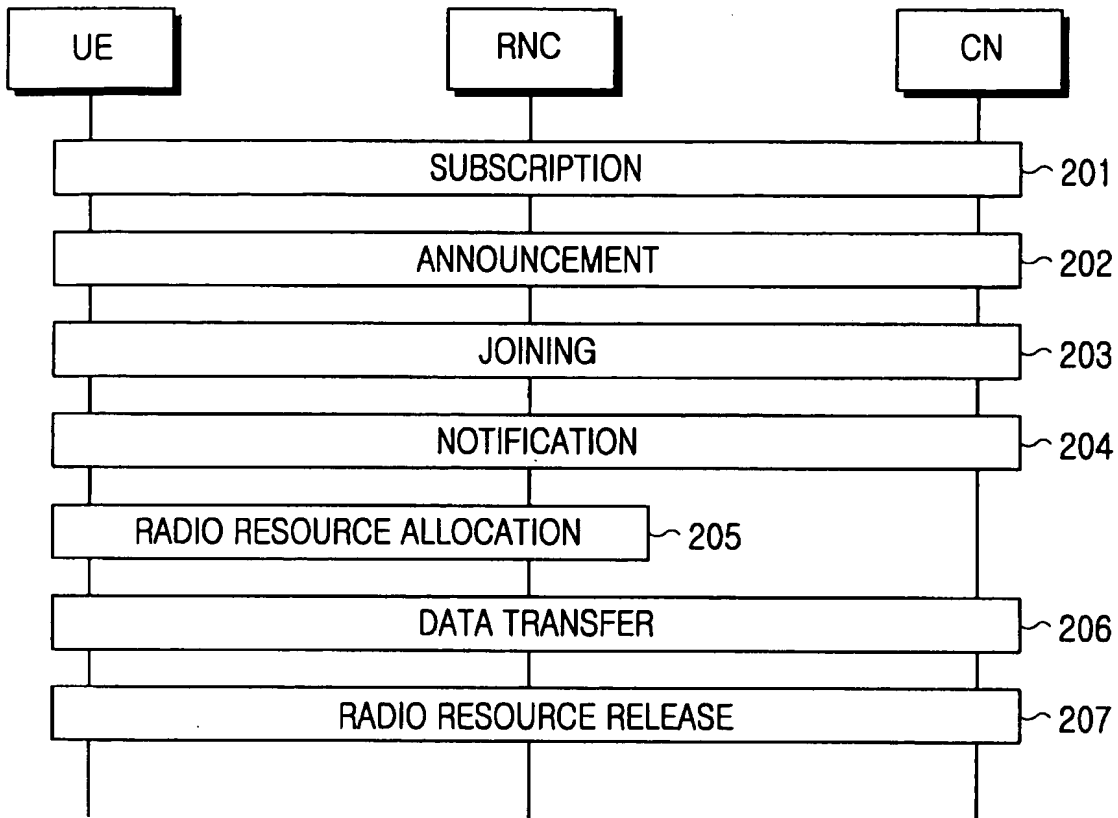 UE RNC CN
SUBSCRIPTION 201
ANNOUNCEMENT 202
JOINING 203
NOTIFICATION 204
RADIO RESOURCE ALLOCATION 205
DATA TRANSFER 206
RADIO RESOURCE RELEASE 207